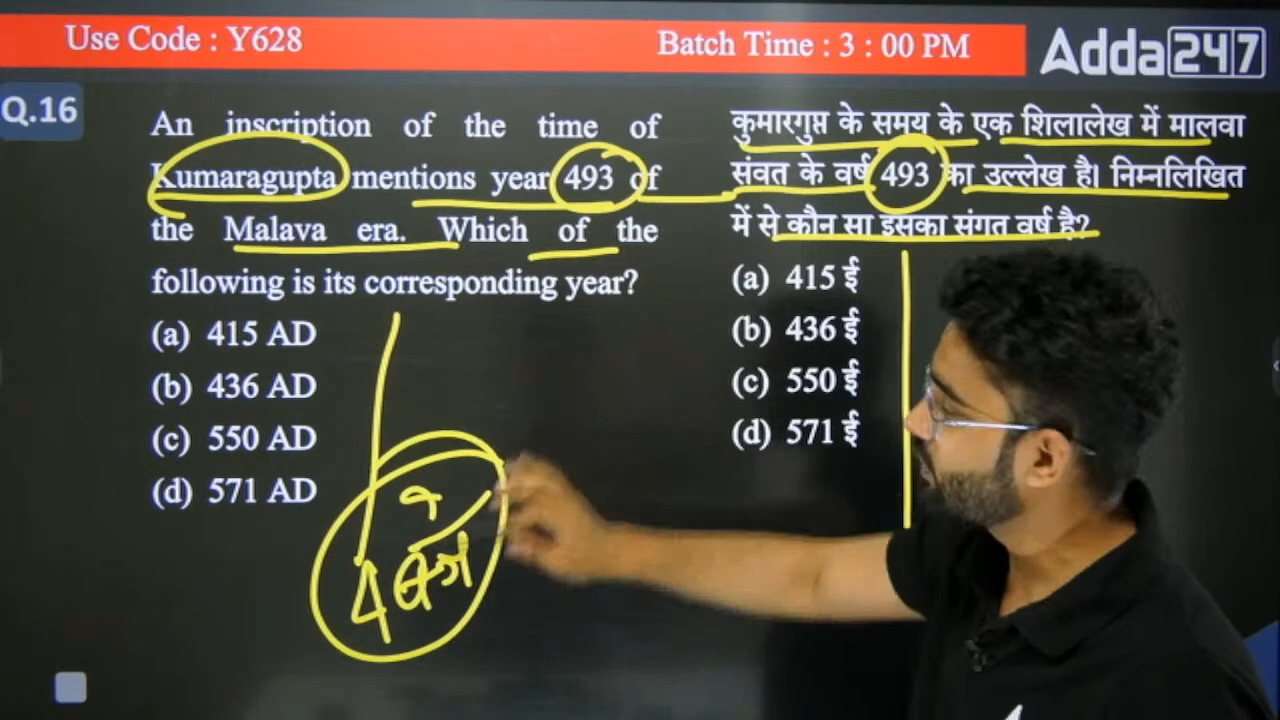 Use Code : Y628
Batch Time : 3 : 00 PM
Adda247
Q.16
An inscription of the time of
Kumaragupta mentions year 493 of
the Malava era. Which of the
following is its corresponding year?
(a) 415 AD
(b) 436 AD
(c) 550 AD
(d) 571 AD
कुमारगुप्त के समय के एक शिलालेख में मालवा
संवत के वर्ष 493 का उल्लेख है। निम्नलिखित
में से कौन सा इसका संगत वर्ष है?
(a) 415 ई
(b) 436 ई
(c) 550 ई
(d) 571 ई